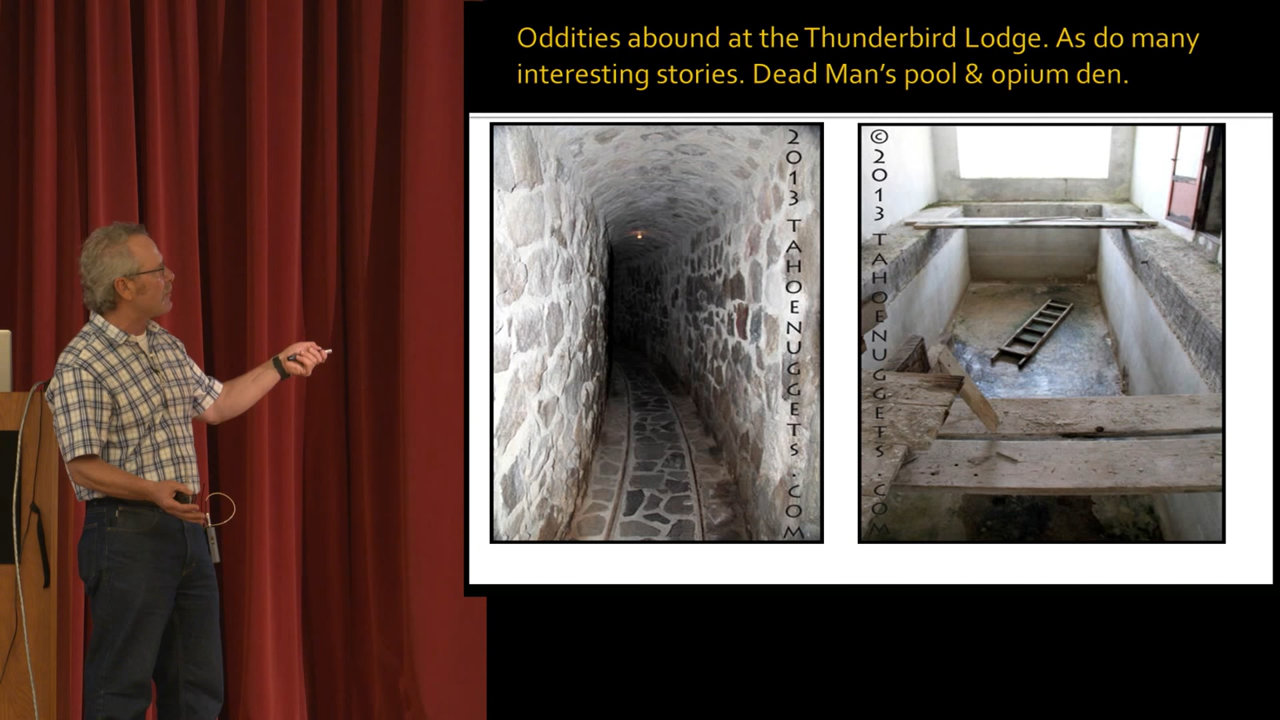 Oddities abound at the Thunderbird Lodge. As do many
interesting stories. Dead Man's pool & opium den.
2013 TAHOENUGGETS.COM
©2013 TAHOENUGGETS.COM